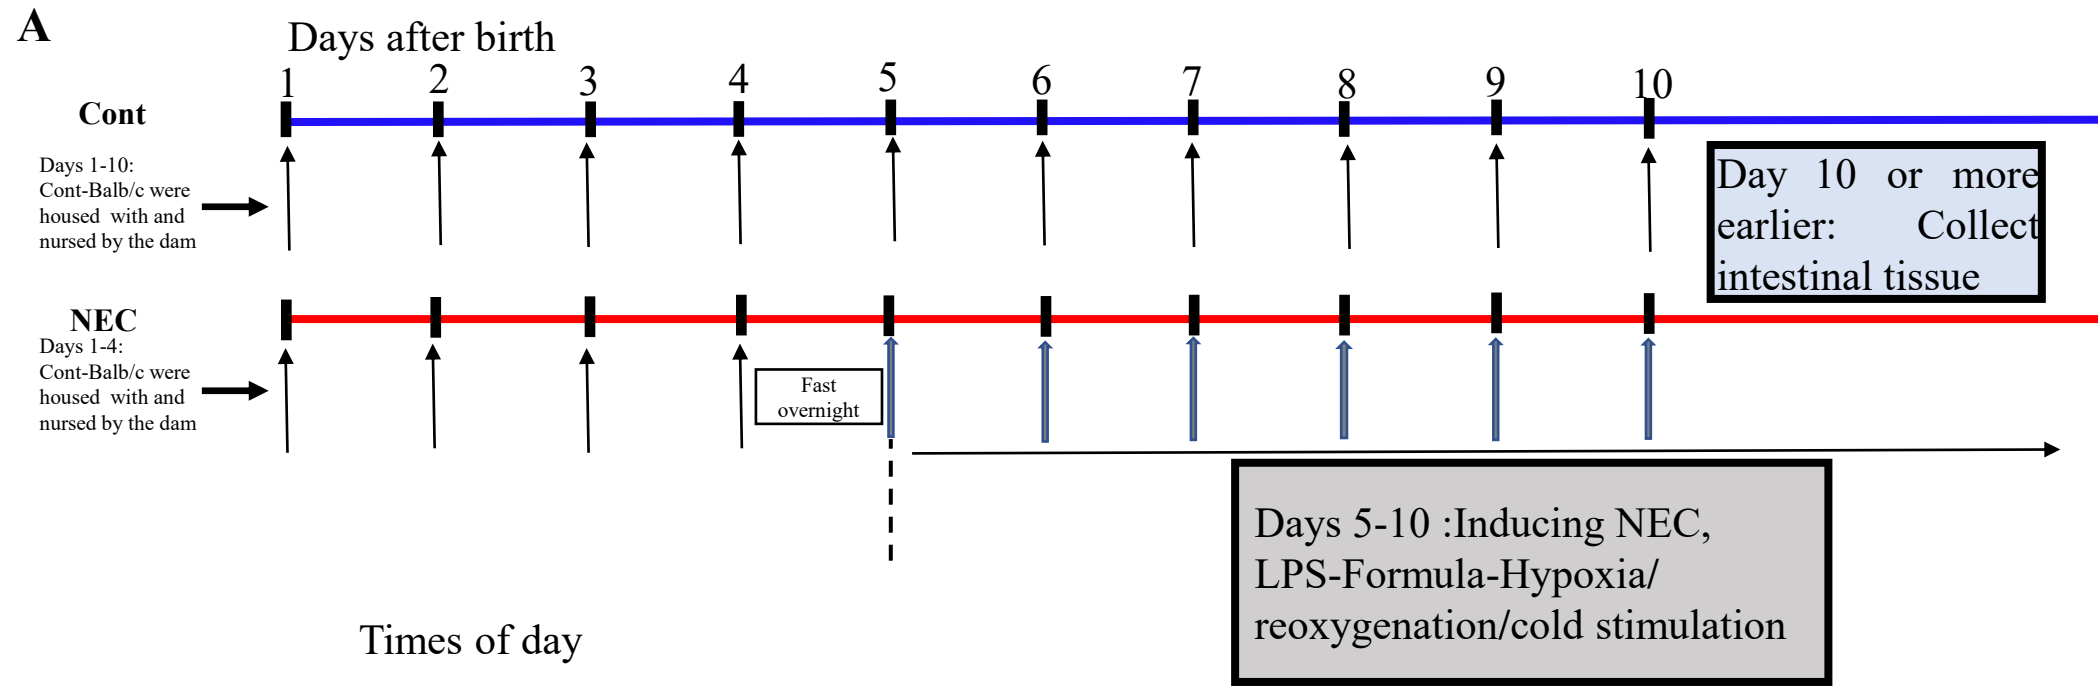 A
Days after birth
1 2 3 4 5 6 7 8 9 10
Cont
Days 1-10:
Cont-Balb/c were
housed with and
nursed by the dam
Day 10 or more
earlier: Collect
intestinal tissue
NEC
Days 1-4:
Cont-Balb/c were
housed with and
nursed by the dam
Fast
overnight
Days 5-10 :Inducing NEC,
LPS-Formula-Hypoxia/
reoxygenation/cold stimulation
Times of day